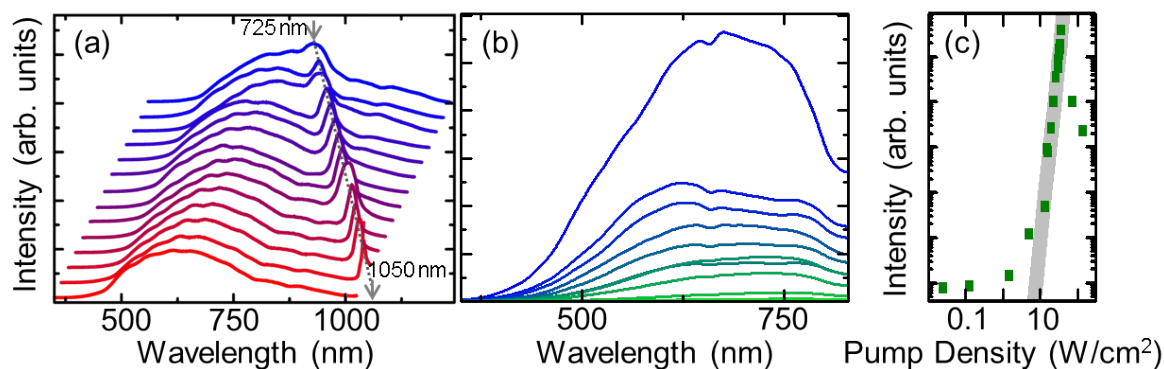 (a)
725 nm
1050 nm
Intensity (arb. units)
500
750
1000
Wavelength (nm)
(b)
500
750
Wavelength (nm)
(c)
Intensity (arb. units)
0.1
10
Pump Density (W/cm²)